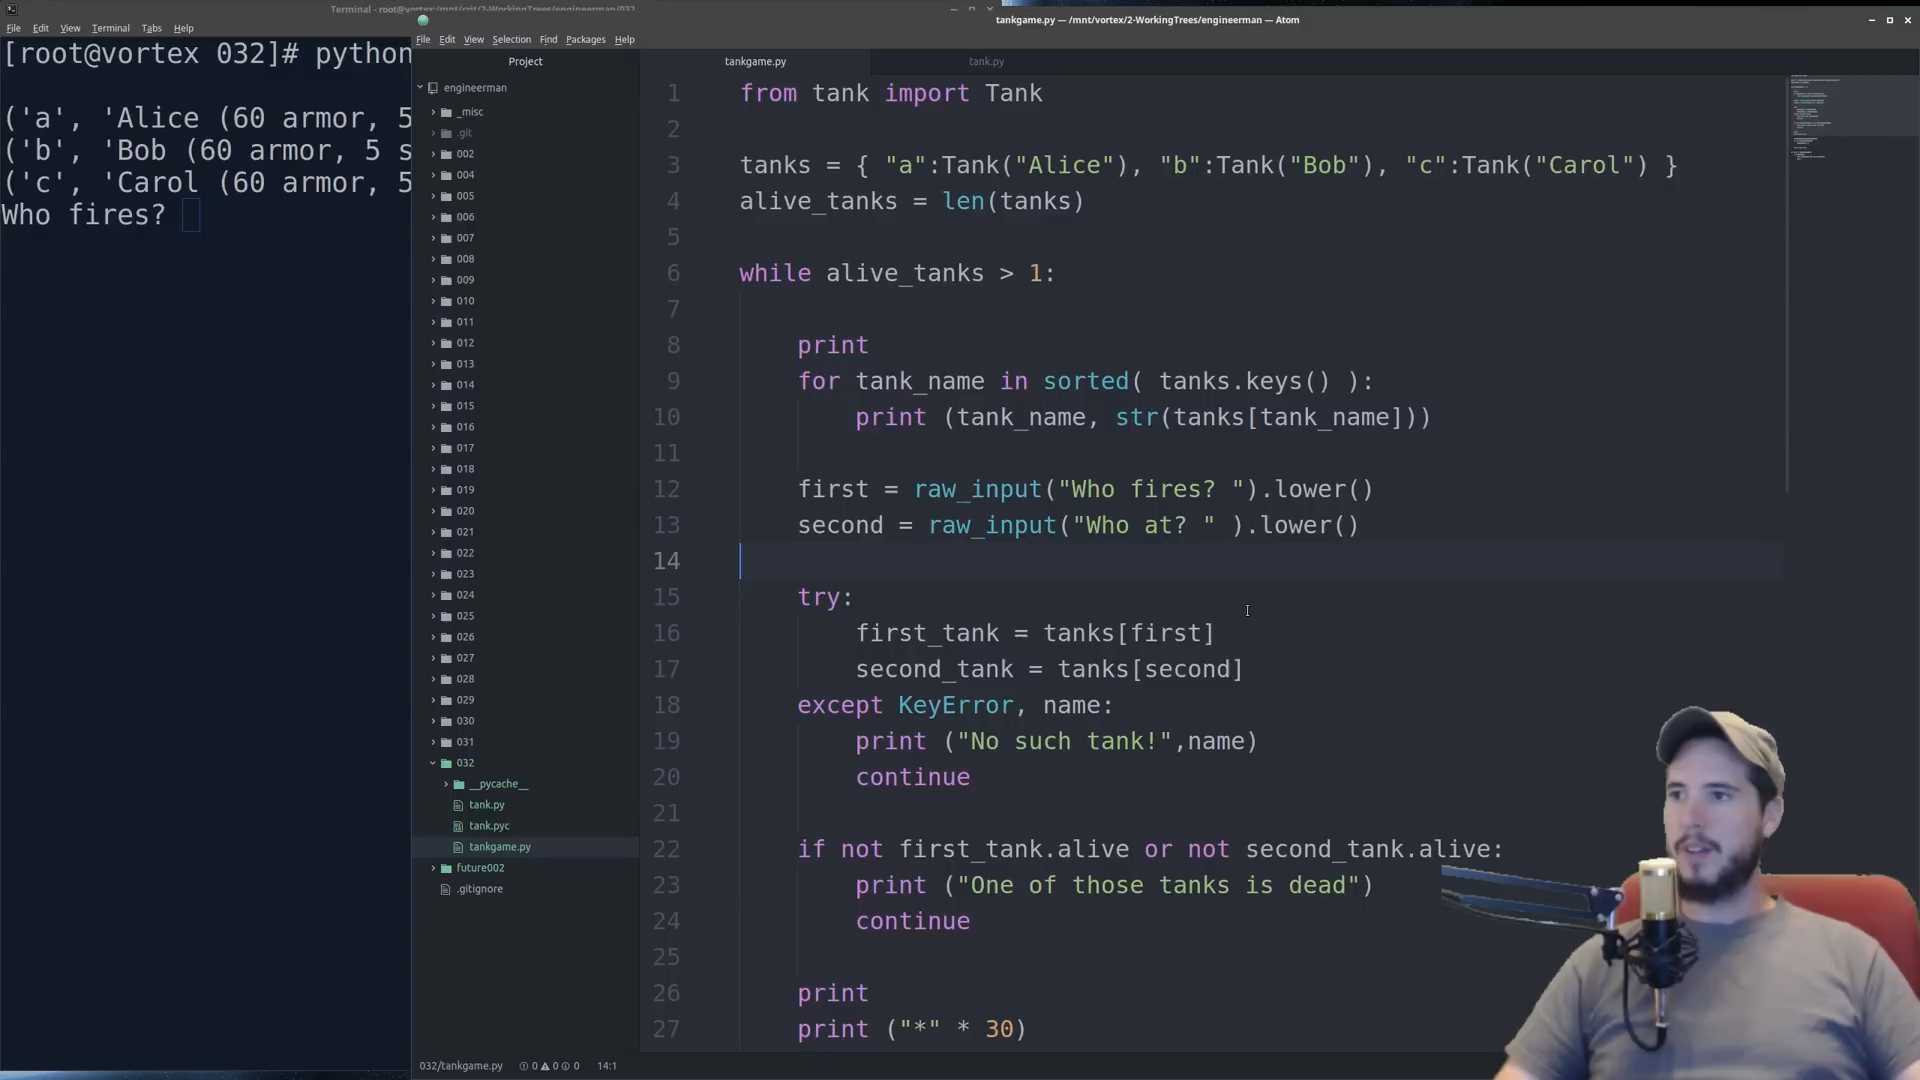 Terminal - root@vortex:/mnt/crit/2-WorkingTrees/engineerman/032
File Edit View Terminal Tabs Help
[root@vortex 032]# python
('a', 'Alice (60 armor, 5
('b', 'Bob (60 armor, 5 s
('c', 'Carol (60 armor, 5
Who fires?
tankgame.py — /mnt/vortex/2-WorkingTrees/engineerman — Atom
File Edit View Selection Find Packages Help
Project
engineerman
_misc
.git
002
004
005
006
007
008
009
010
011
012
013
014
015
016
017
018
019
020
021
022
023
024
025
026
027
028
029
030
031
032
__pycache__
tank.py
tank.pyc
tankgame.py
future002
.gitignore
tankgame.py tank.py
1 from tank import Tank
2
3 tanks = { "a":Tank("Alice"), "b":Tank("Bob"), "c":Tank("Carol") }
4 alive_tanks = len(tanks)
5
6 while alive_tanks > 1:
7
8 print
9 for tank_name in sorted( tanks.keys() ):
10 print (tank_name, str(tanks[tank_name]))
11
12 first = raw_input("Who fires? ").lower()
13 second = raw_input("Who at? " ).lower()
14
15 try:
16 first_tank = tanks[first]
17 second_tank = tanks[second]
18 except KeyError, name:
19 print ("No such tank!",name)
20 continue
21
22 if not first_tank.alive or not second_tank.alive:
23 print ("One of those tanks is dead")
24 continue
25
26 print
27 print ("*" * 30)
032/tankgame.py 0 0 0 14:1